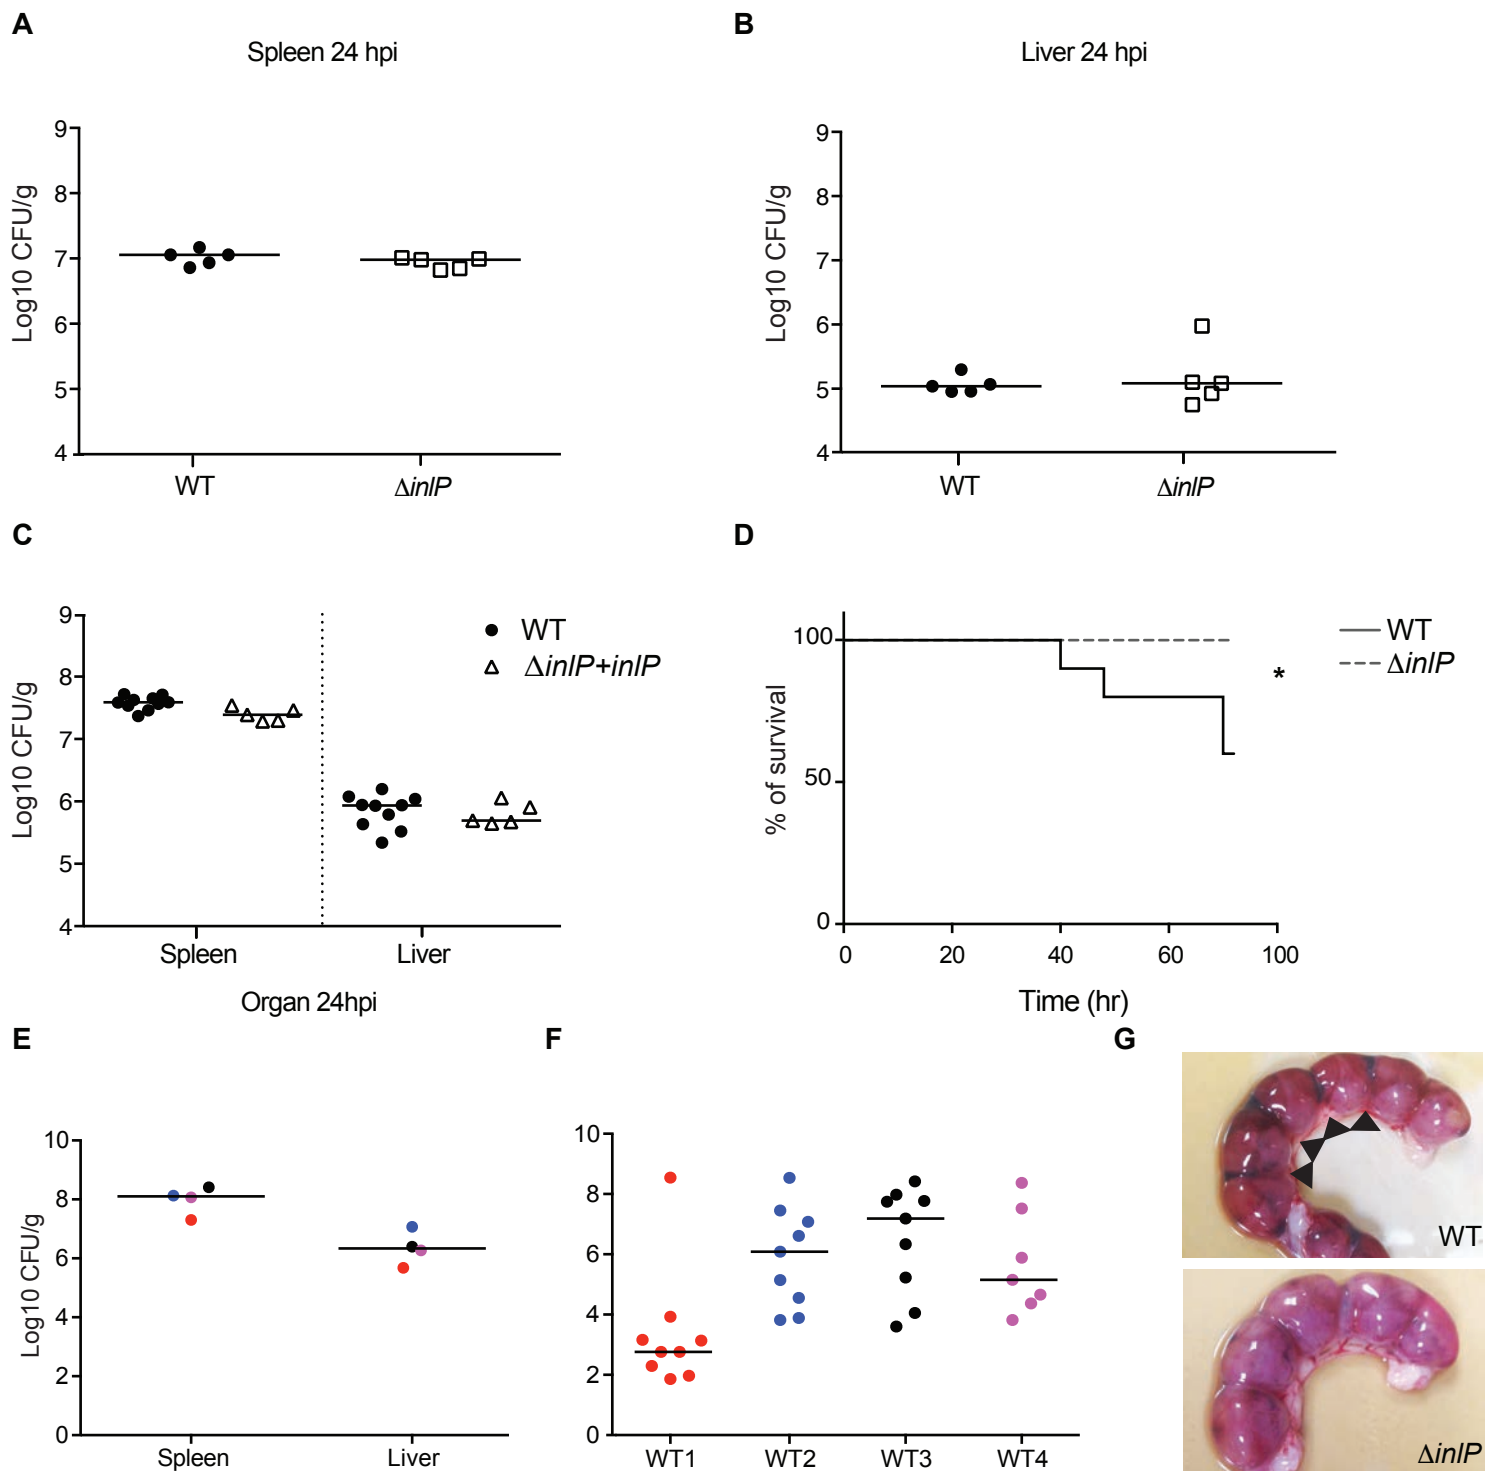 A
Spleen 24 hpi
Log10 CFU/g
9
8
7
6
5
4
WT
ΔinlP
B
Liver 24 hpi
Log10 CFU/g
9
8
7
6
5
4
WT
ΔinlP
C
Log10 CFU/g
9
8
7
6
5
4
WT
ΔinlP+inlP
Spleen
Liver
Organ 24hpi
D
% of survival
100
50
0
0
20
40
60
100
Time (hr)
WT
ΔinlP
*
E
Log10 CFU/g
10
8
6
4
2
0
Spleen
Liver
F
10
8
6
4
2
0
WT1
WT2
WT3
WT4
G
WT
ΔinlP